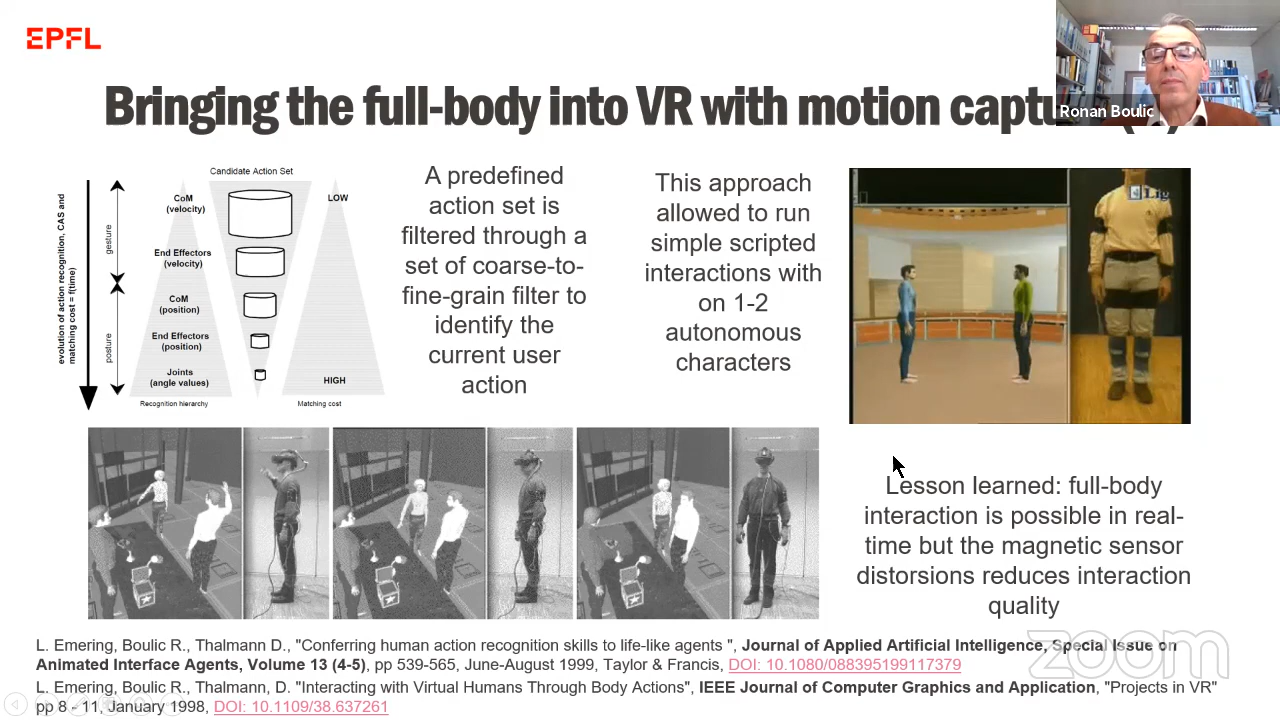 EPFL
Bringing the full-body into VR with motion captu
Ronan Boulic
Candidate Action Set
evolution of action recognition, CAS and
matching cost = f(time)
gesture
posture
CoM
(velocity)
End Effectors
(velocity)
CoM
(position)
End Effectors
(position)
Joints
(angle values)
Recognition hierarchy
LOW
HIGH
Matching cost
A predefined
action set is
filtered through a
set of coarse-to-
fine-grain filter to
identify the
current user
action
This approach
allowed to run
simple scripted
interactions with
on 1-2
autonomous
characters
Lig
Lesson learned: full-body
interaction is possible in real-
time but the magnetic sensor
distorsions reduces interaction
quality
zoom
L. Emering, Boulic R., Thalmann D., "Conferring human action recognition skills to life-like agents ", Journal of Applied Artificial Intelligence, Special Issue on
Animated Interface Agents, Volume 13 (4-5), pp 539-565, June-August 1999, Taylor & Francis, DOI: 10.1080/088395199117379
L. Emering, Boulic R., Thalmann, D. "Interacting with Virtual Humans Through Body Actions", IEEE Journal of Computer Graphics and Application, "Projects in VR"
pp 8 - 11, January 1998, DOI: 10.1109/38.637261